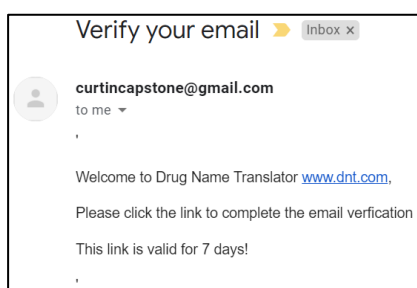 Verify your email Inbox x
curtincapstone@gmail.com
to me
'
Welcome to Drug Name Translator www.dnt.com,
Please click the link to complete the email verfication
This link is valid for 7 days!
'